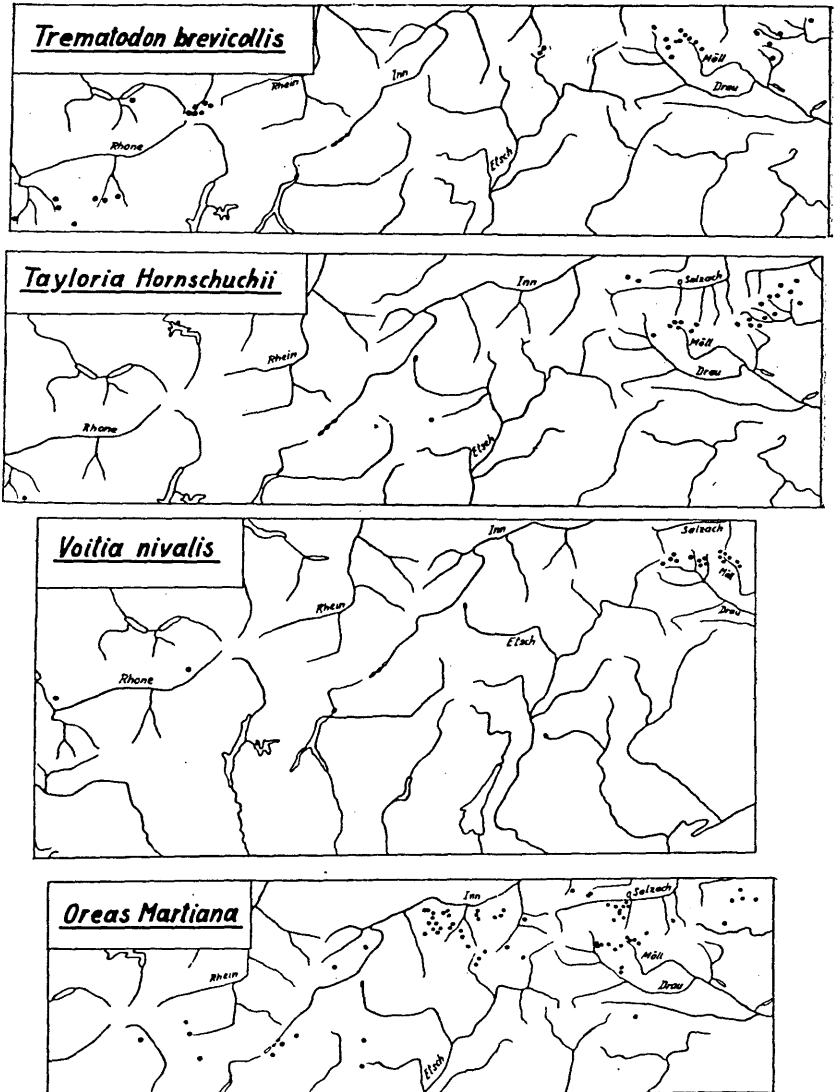 Trematodon brevicollis
Rhein
Inn
Möll
Drau
Rhone
Etsch
Tayloria Hornschuchii
Inn
Salzach
Rhein
Möll
Drau
Rhone
Etsch
Voitia nivalis
Inn
Salzach
Möll
Rhein
Drau
Etsch
Rhone
Oreas Martiana
Inn
Salzach
Rhein
Möll
Drau
Etsch